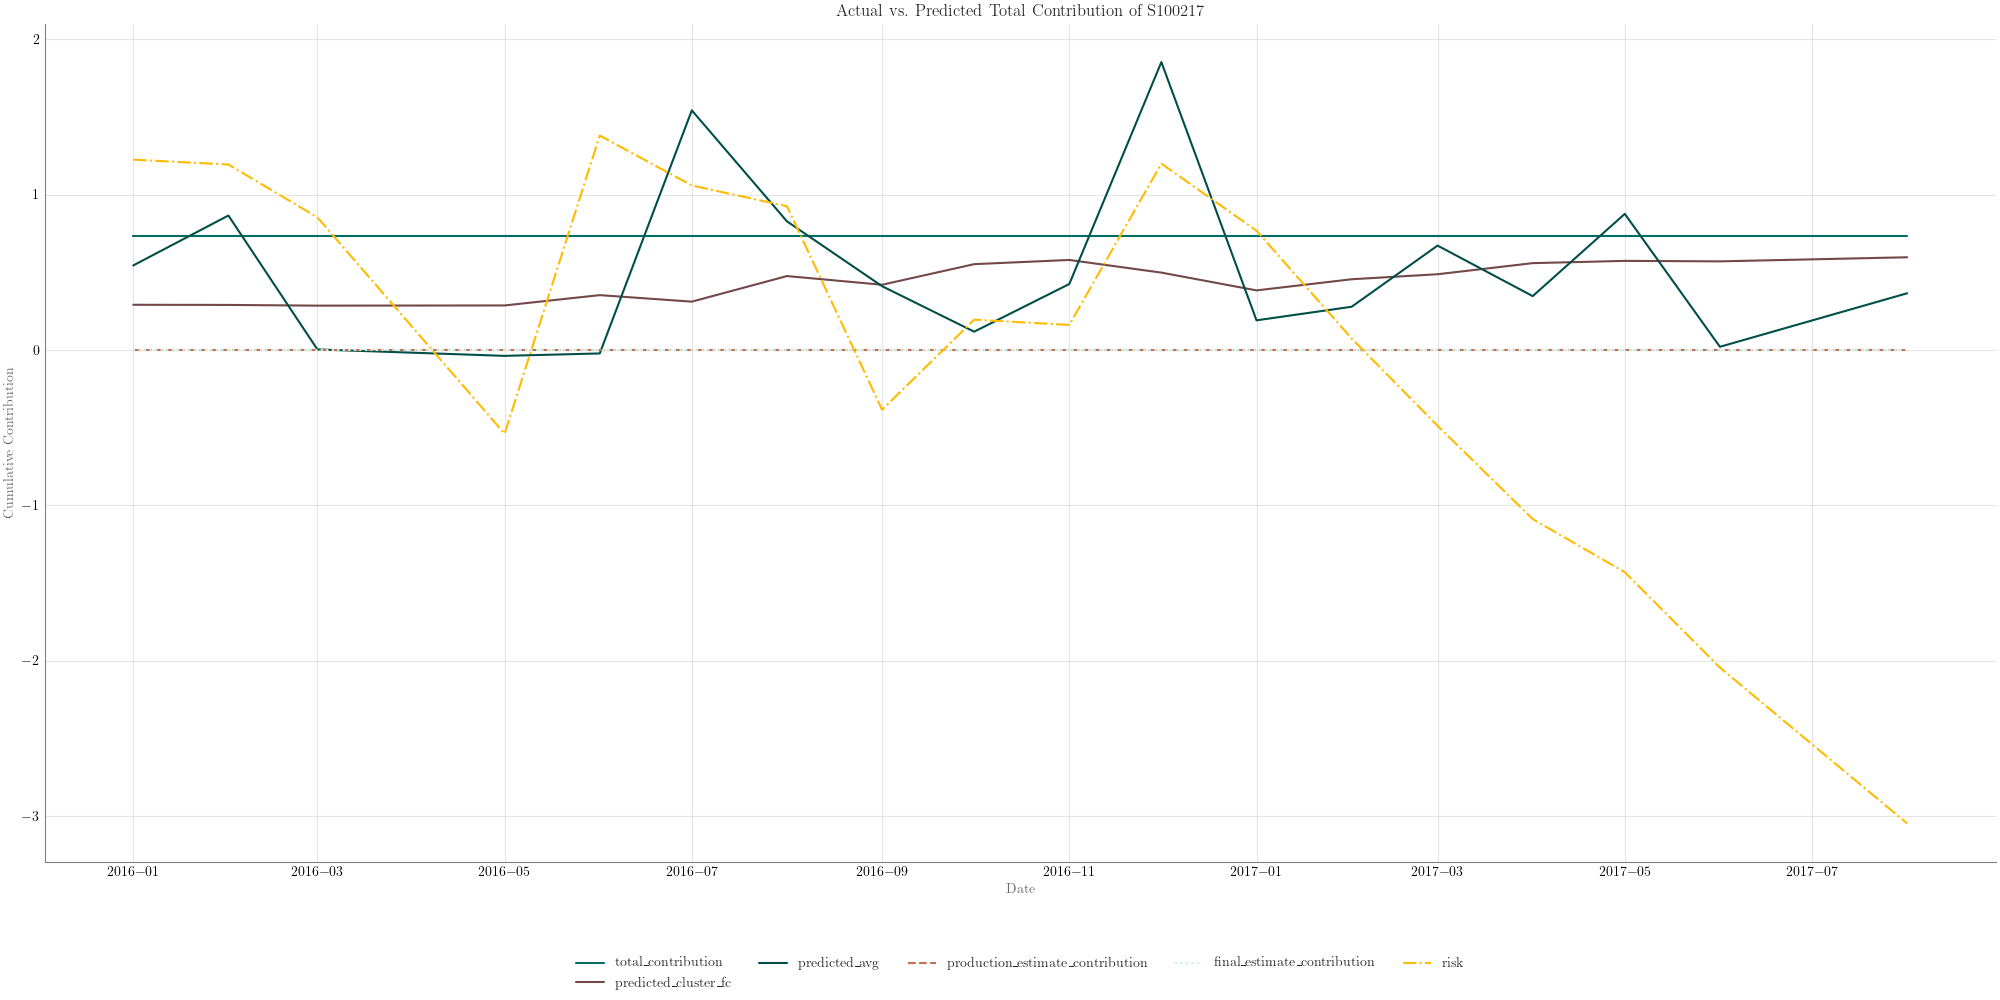 Actual vs. Predicted Total Contribution of S100217
2
1
0
−1
−2
−3
Cumulative Contribution
2016−01 2016−03 2016−05 2016−07 2016−09 2016−11 2017−01 2017−03 2017−05 2017−07
Date
total_contribution predicted_avg production_estimate_contribution final_estimate_contribution risk
predicted_cluster_fc